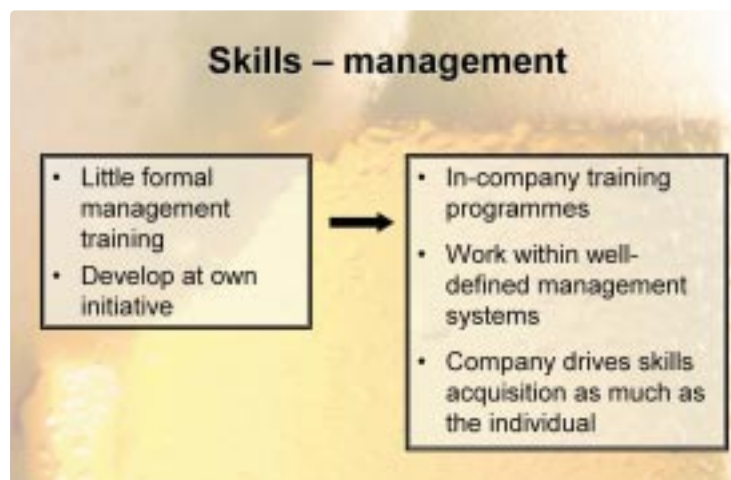 Skills – management
• Little formal
management
training
• Develop at own
initiative
• In-company training
programmes
• Work within well-
defined management
systems
• Company drives skills
acquisition as much as
the individual